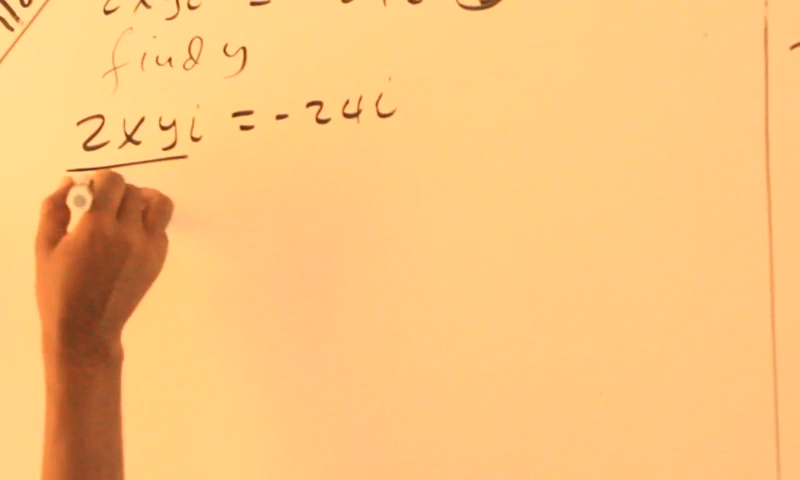 2xyi = -24i
find y
2xyi = -24i